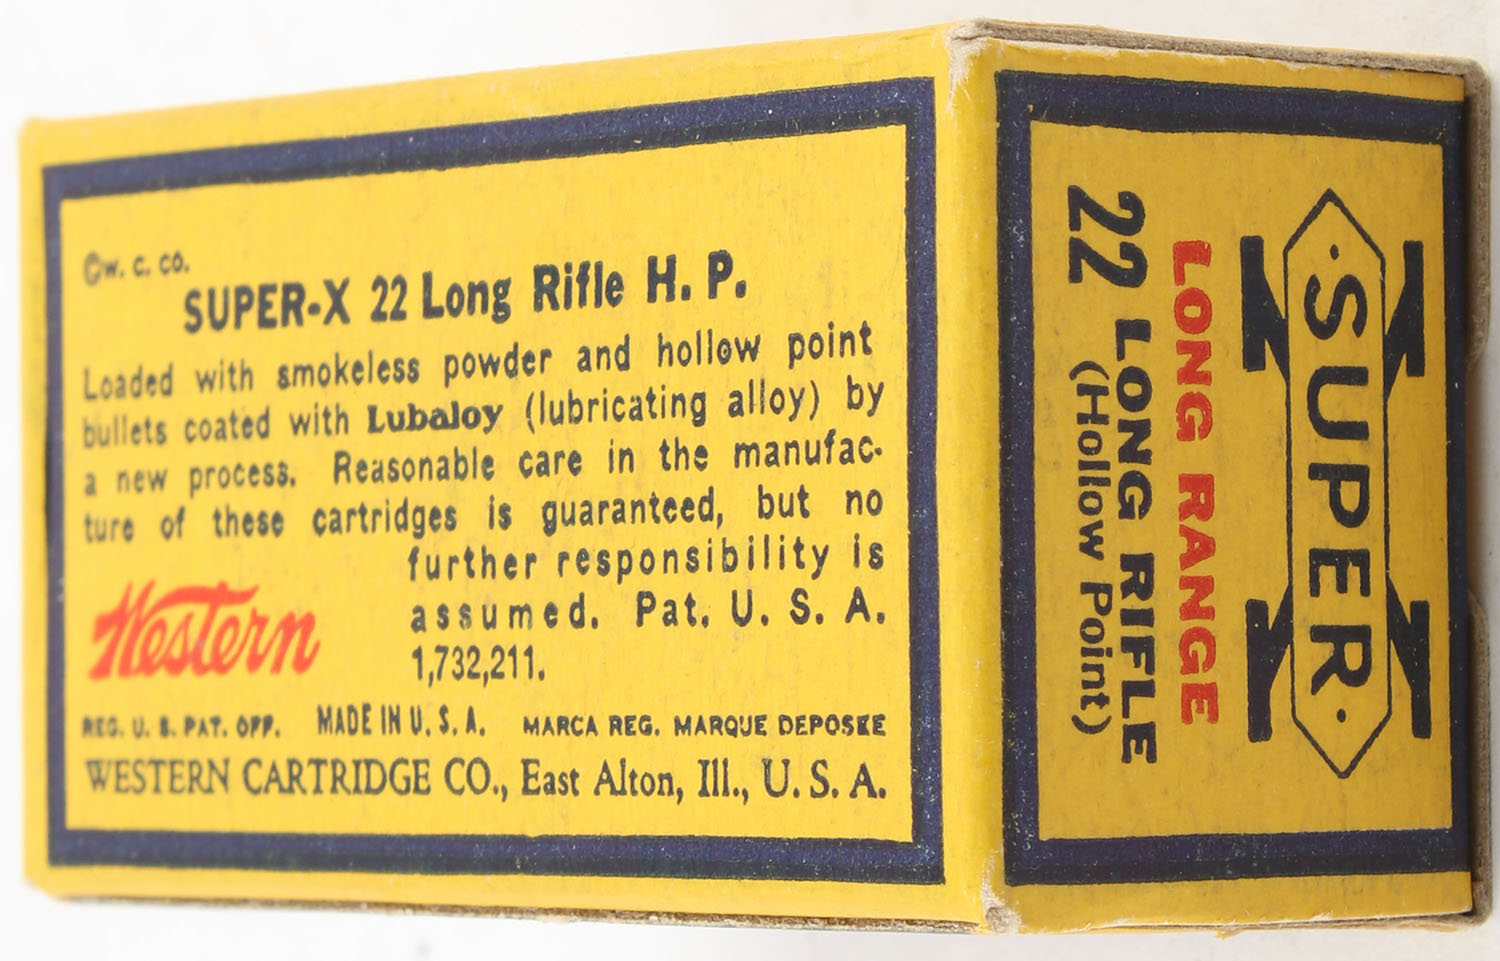 ©W. C. CO.
SUPER-X 22 Long Rifle H. P.
Loaded with smokeless powder and hollow point
bullets coated with Lubaloy (lubricating alloy) by
a new process. Reasonable care in the manufac-
ture of these cartridges is guaranteed, but no
further responsibility is
assumed. Pat. U. S. A.
1,732,211.
Western
REG. U. S. PAT. OFF. MADE IN U. S. A. MARCA REG. MARQUE DEPOSEE
WESTERN CARTRIDGE CO., East Alton, Ill., U. S. A.
X
·SUPER·
LONG RANGE
22 LONG RIFLE
(Hollow Point)